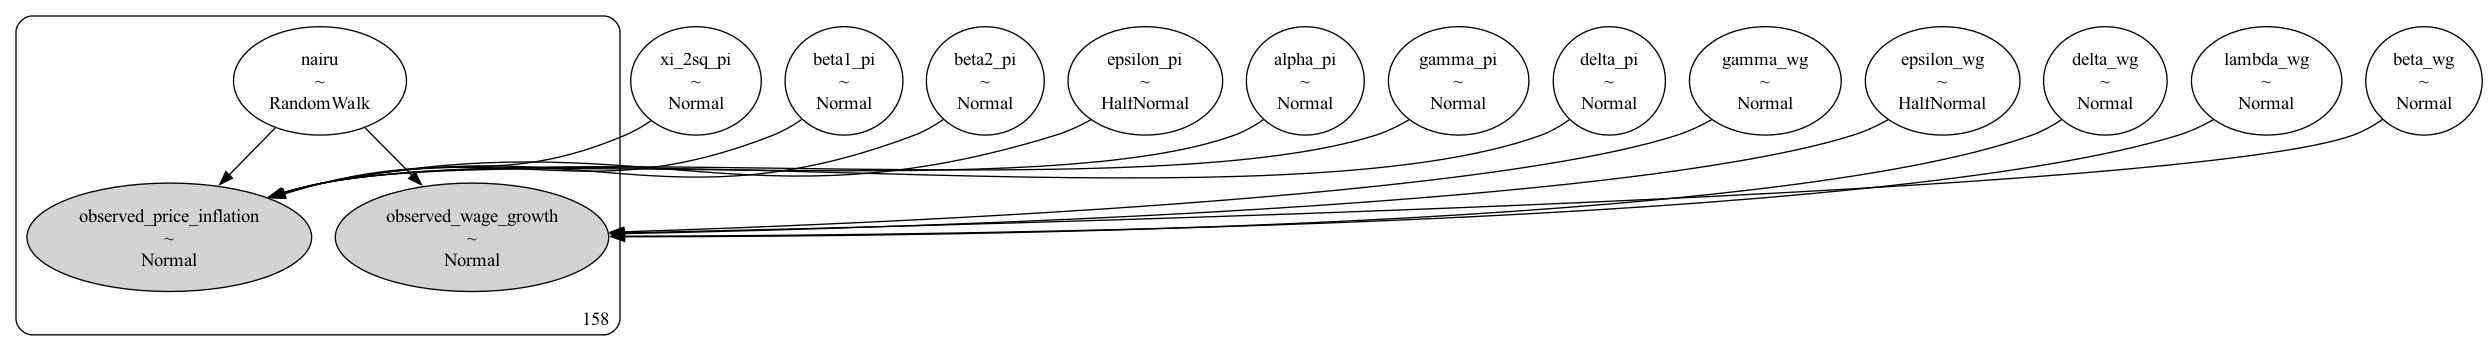 nairu
~
RandomWalk
xi_2sq_pi
~
Normal
beta1_pi
~
Normal
beta2_pi
~
Normal
epsilon_pi
~
HalfNormal
alpha_pi
~
Normal
gamma_pi
~
Normal
delta_pi
~
Normal
gamma_wg
~
Normal
epsilon_wg
~
HalfNormal
delta_wg
~
Normal
lambda_wg
~
Normal
beta_wg
~
Normal
observed_price_inflation
~
Normal
observed_wage_growth
~
Normal
158